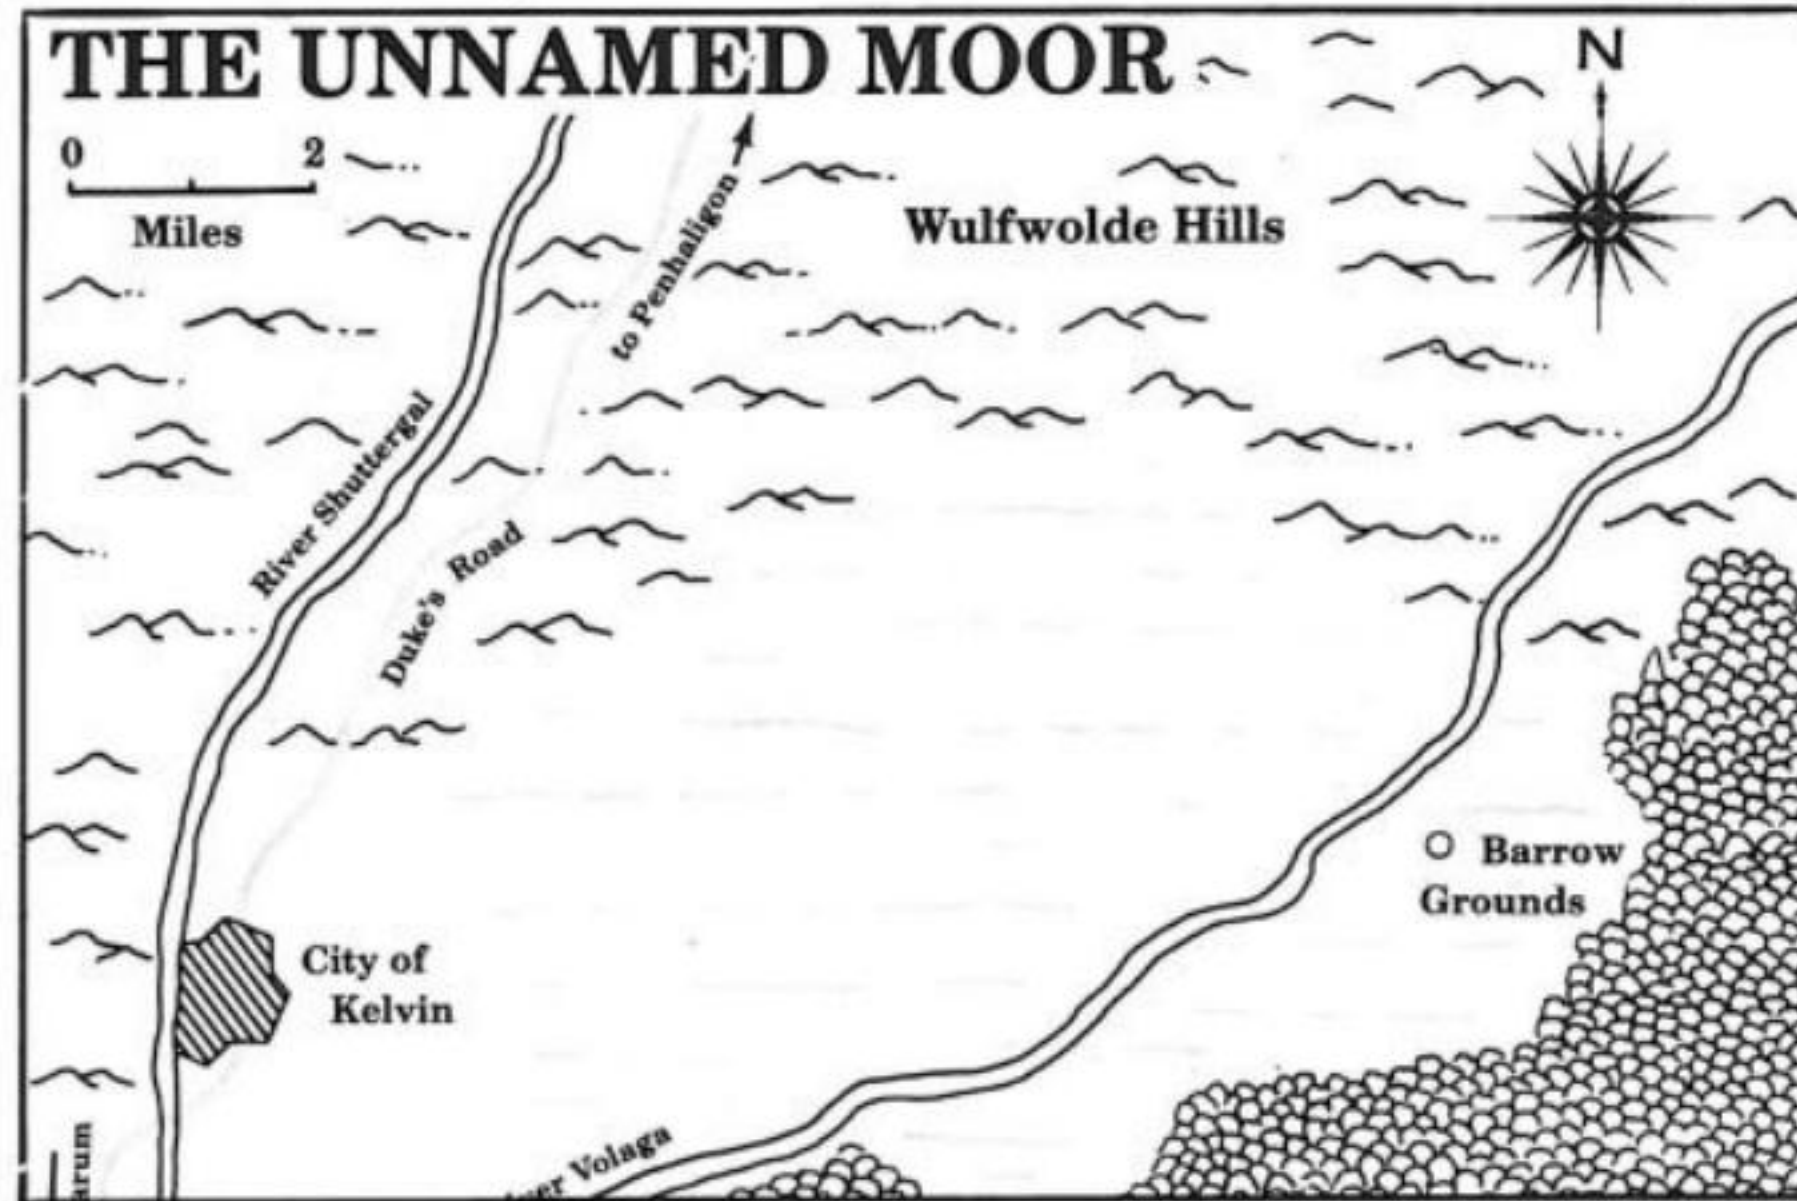 THE UNNAMED MOOR
N
0 2
Miles
to Penhaligon
Wulfwolde Hills
River Shuttergal
Duke's Road
Barrow
Grounds
City of
Kelvin
Volaga